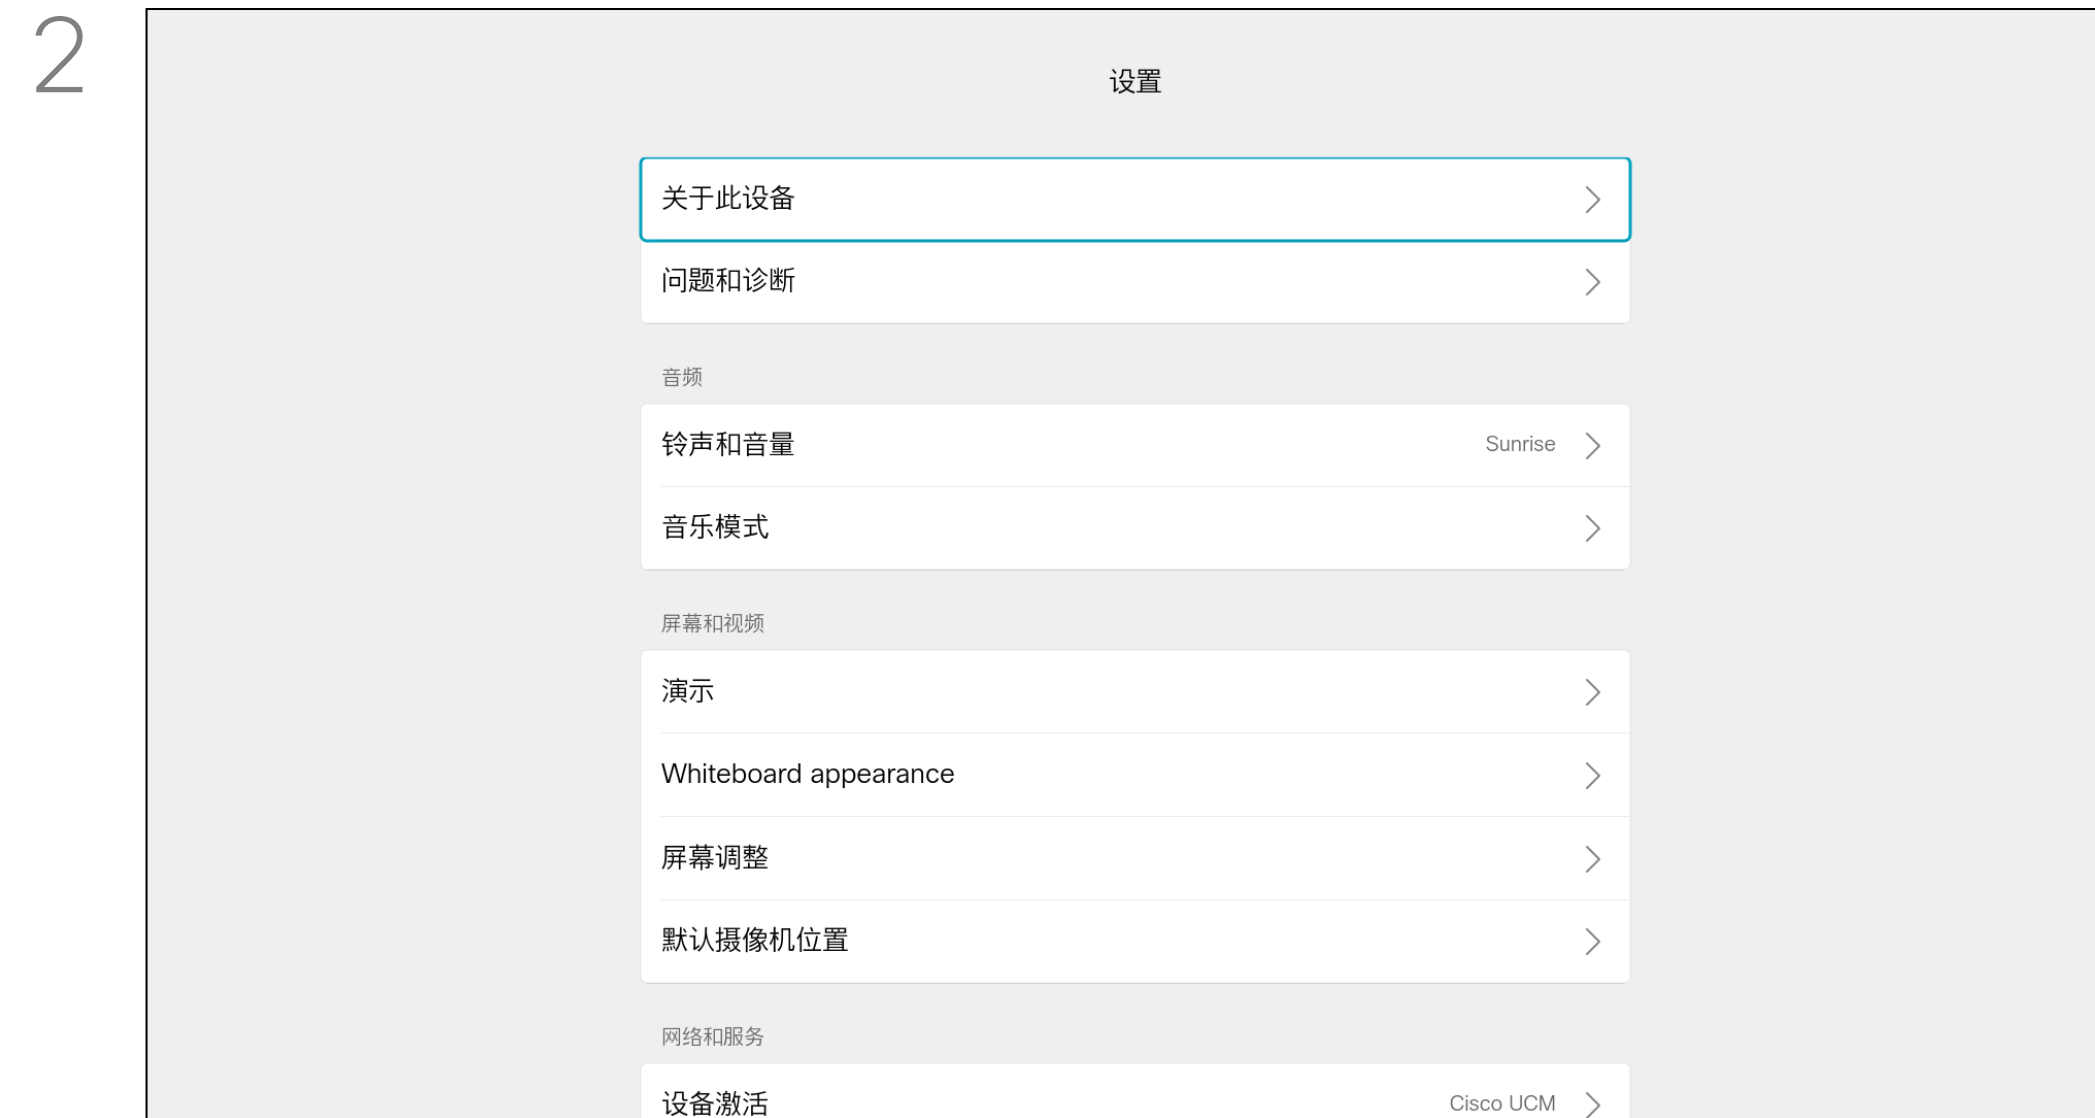 2
设置
关于此设备
问题和诊断
音频
铃声和音量 Sunrise
音乐模式
屏幕和视频
演示
Whiteboard appearance
屏幕调整
默认摄像机位置
网络和服务
设备激活 Cisco UCM